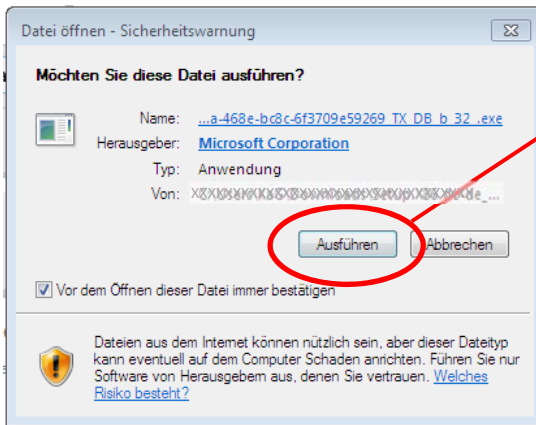 Datei öffnen - Sicherheitswarnung
Möchten Sie diese Datei ausführen?
Name: ...a-468e-bc8c-6f3709e59269_TX_DB_b_32_.exe
Herausgeber: Microsoft Corporation
Typ: Anwendung
Von:
Ausführen Abbrechen
Vor dem Öffnen dieser Datei immer bestätigen
Dateien aus dem Internet können nützlich sein, aber dieser Dateityp
kann eventuell auf dem Computer Schaden anrichten. Führen Sie nur
Software von Herausgebern aus, denen Sie vertrauen. Welches
Risiko besteht?